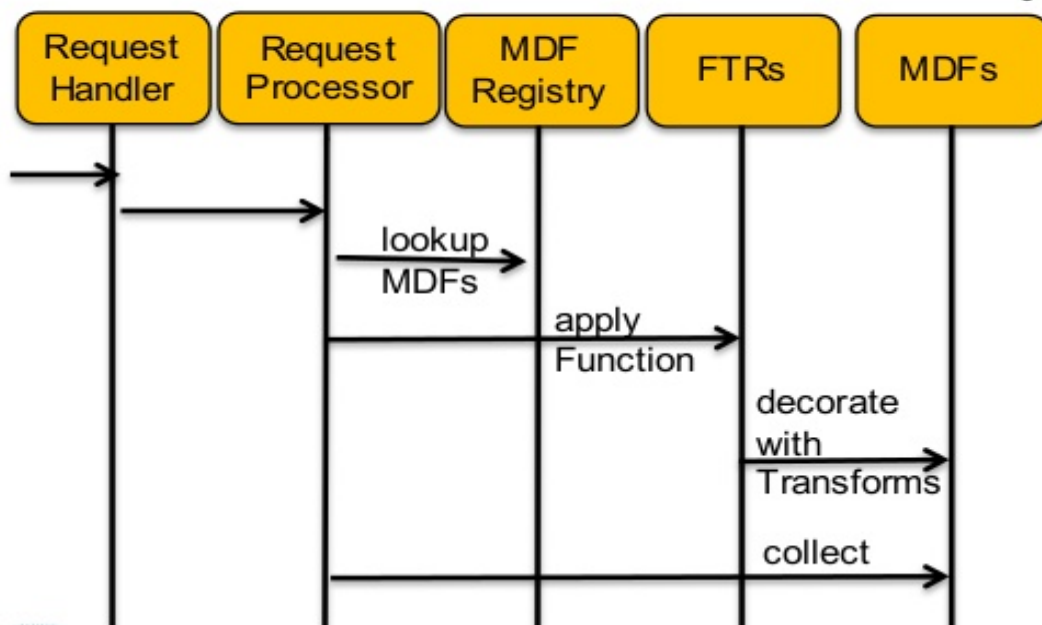 Request
Handler
Request
Processor
MDF
Registry
FTRs
MDFs
lookup
MDFs
apply
Function
decorate
with
Transforms
collect